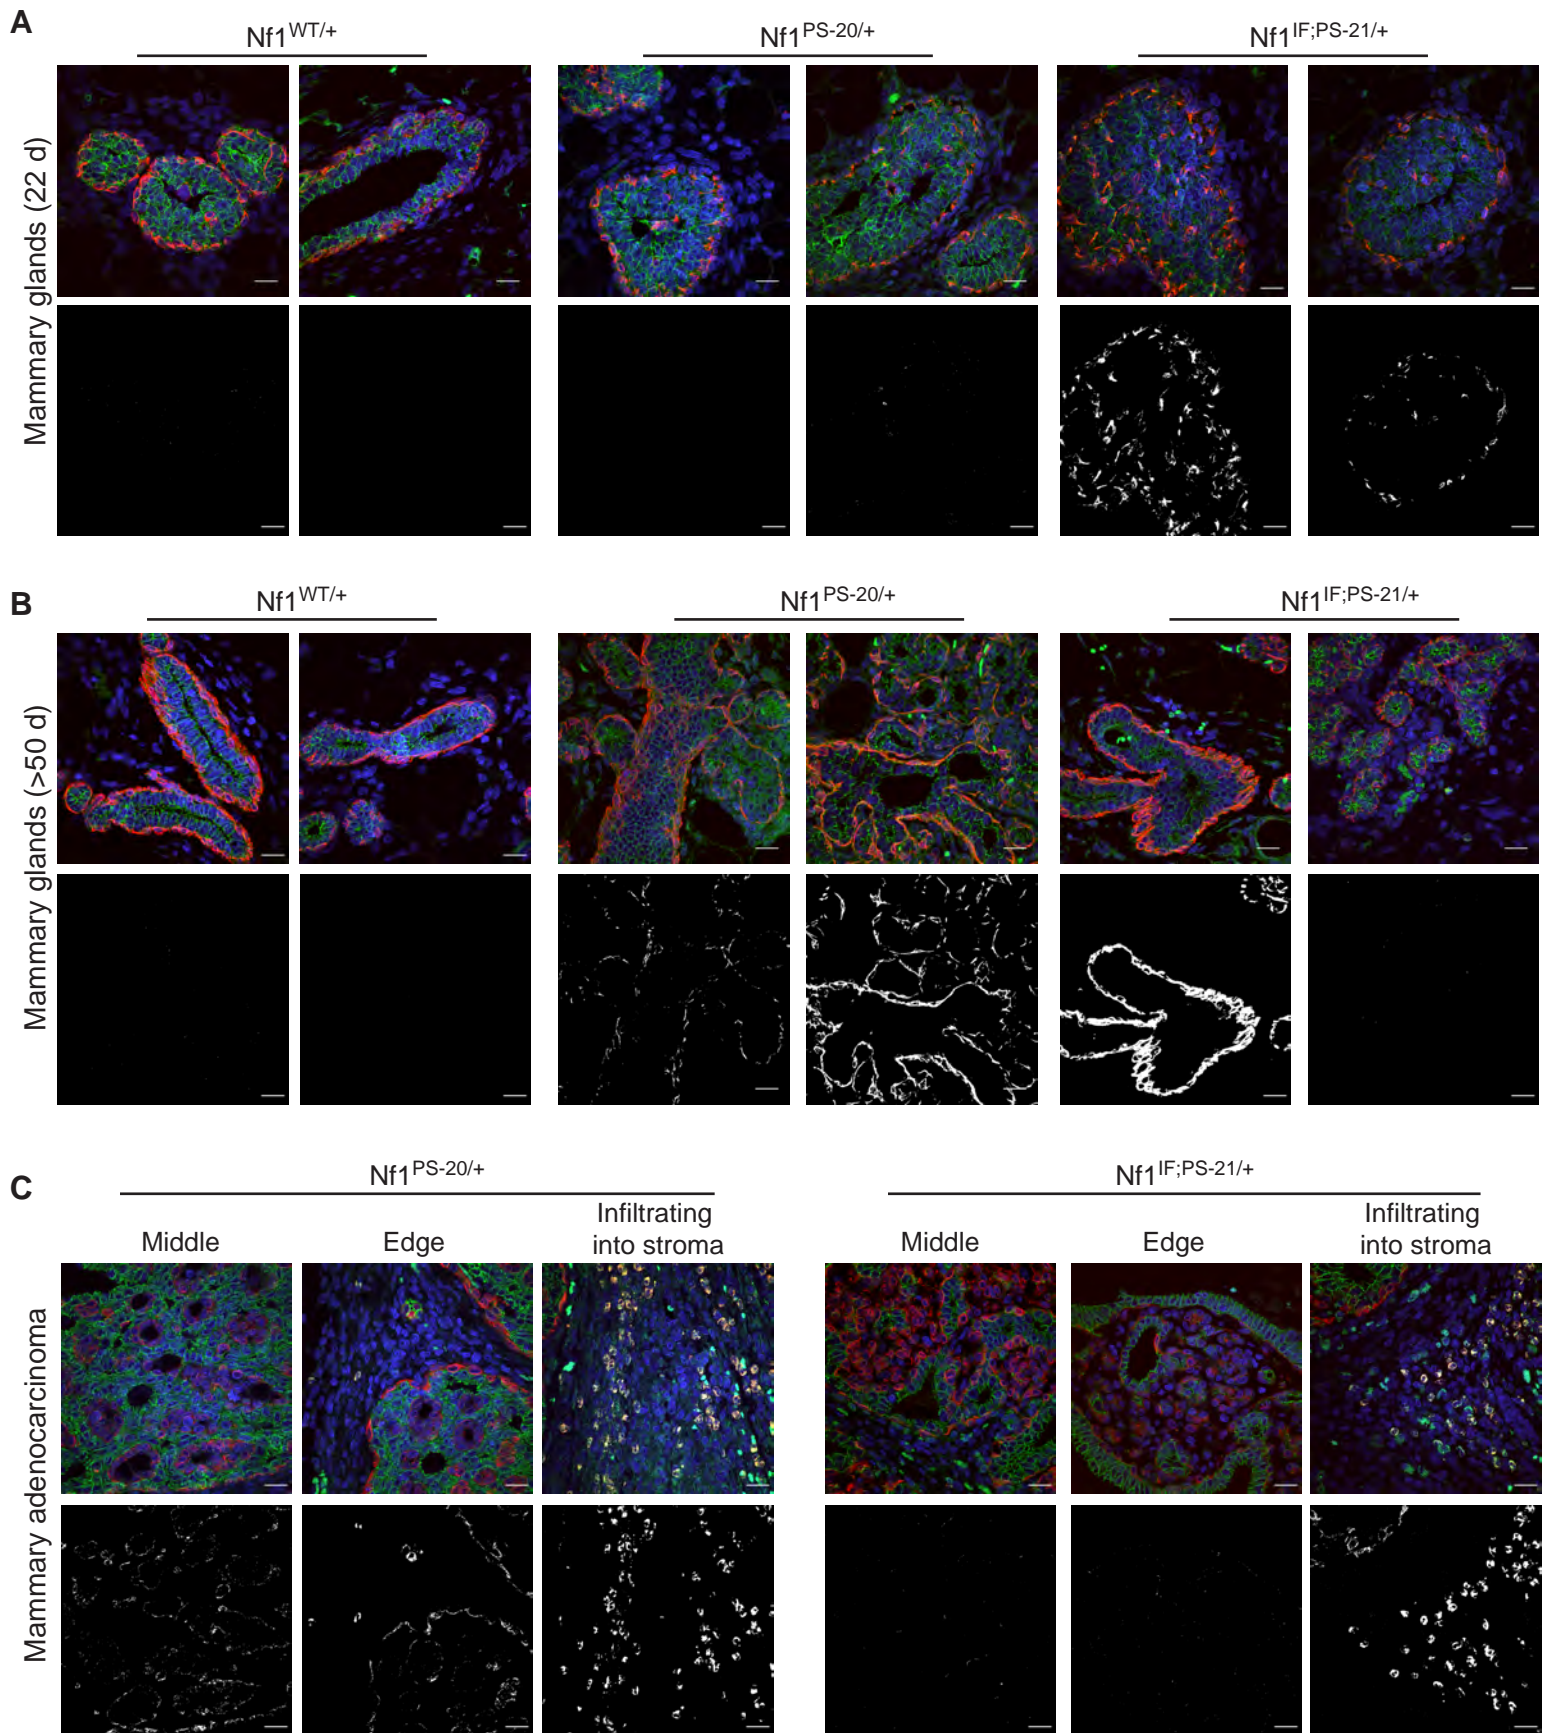 A
Nf1WT/+
Nf1PS-20/+
Nf1IF;PS-21/+
Mammary glands (22 d)
B
Nf1WT/+
Nf1PS-20/+
Nf1IF;PS-21/+
Mammary glands (>50 d)
C
Nf1PS-20/+
Nf1IF;PS-21/+
Middle
Edge
Infiltrating
into stroma
Middle
Edge
Infiltrating
into stroma
Mammary adenocarcinoma